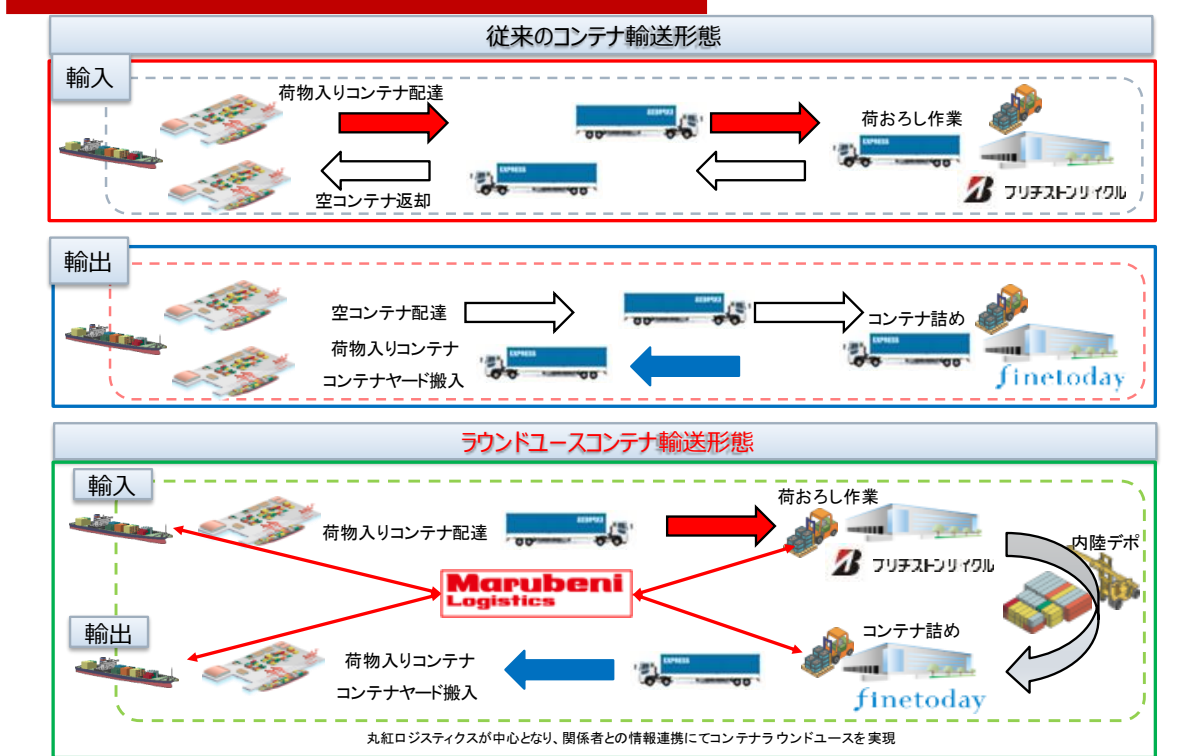 従来のコンテナ輸送形態
輸入
荷物入りコンテナ配達
荷おろし作業
EXPRESS
EXPRESS
空コンテナ返却
ブリヂストンリサイクル
輸出
空コンテナ配達
コンテナ詰め
荷物入りコンテナ
EXPRESS
EXPRESS
コンテナヤード搬入
finetoday
ラウンドユースコンテナ輸送形態
輸入
荷おろし作業
荷物入りコンテナ配達
内陸デポ
ブリヂストンリサイクル
Marubeni
Logistics
輸出
コンテナ詰め
荷物入りコンテナ
EXPRESS
コンテナヤード搬入
finetoday
丸紅ロジスティクスが中心となり、関係者との情報連携にてコンテナラウンドユースを実現